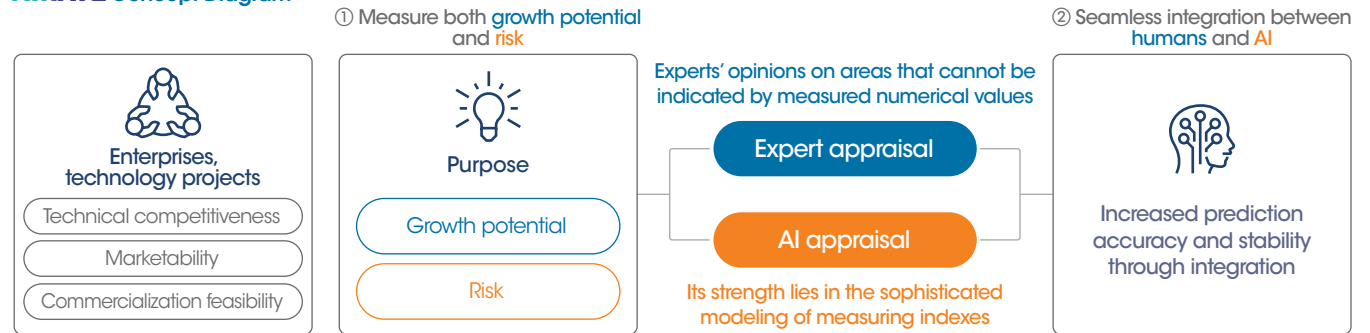 Concept Diagram
① Measure both growth potential
and risk
② Seamless integration between
humans and AI
Enterprises,
technology projects
Technical competitiveness
Marketability
Commercialization feasibility
Purpose
Growth potential
Risk
Experts' opinions on areas that cannot be
indicated by measured numerical values
Expert appraisal
AI appraisal
Its strength lies in the sophisticated
modeling of measuring indexes
Increased prediction
accuracy and stability
through integration